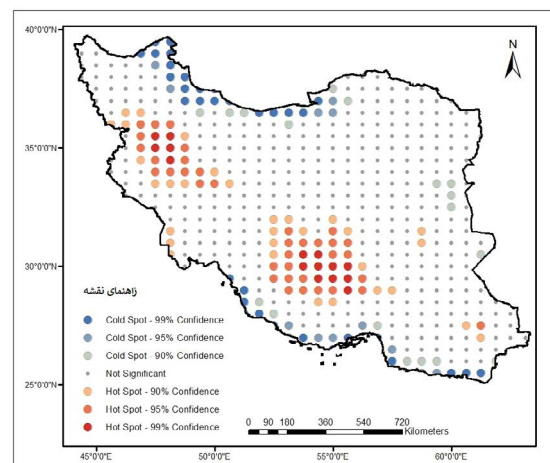 40°0'0"N
N
35°0'0"N
30°0'0"N
راهنمای نقشه
Cold Spot - 99% Confidence
Cold Spot - 95% Confidence
Cold Spot - 90% Confidence
Not Significant
25°0'0"N
Hot Spot - 90% Confidence
Hot Spot - 95% Confidence
Hot Spot - 99% Confidence
0 90 180 360 540 720
Kilometers
45°0'0"E 50°0'0"E 55°0'0"E 60°0'0"E